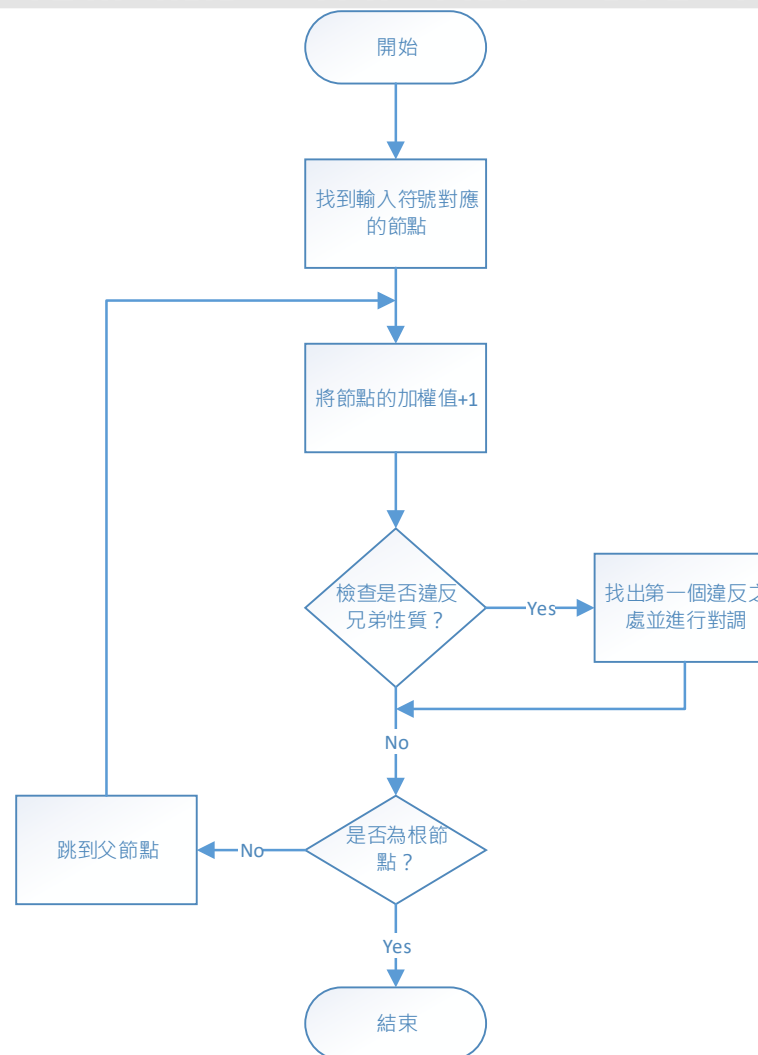 開始
找到輸入符號對應
的節點
將節點的加權值+1
檢查是否違反
兄弟性質？
Yes
找出第一個違反之
處並進行對調
No
是否為根節
點？
No
跳到父節點
Yes
結束